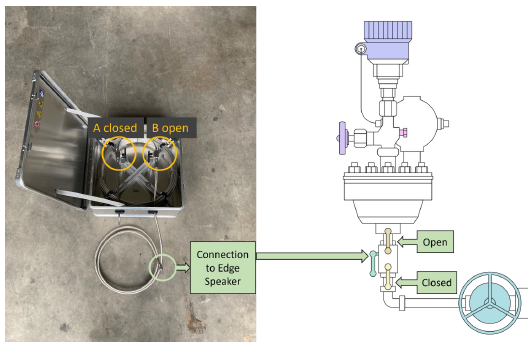 A closed
B open
Connection
to Edge
Speaker
Open
Closed